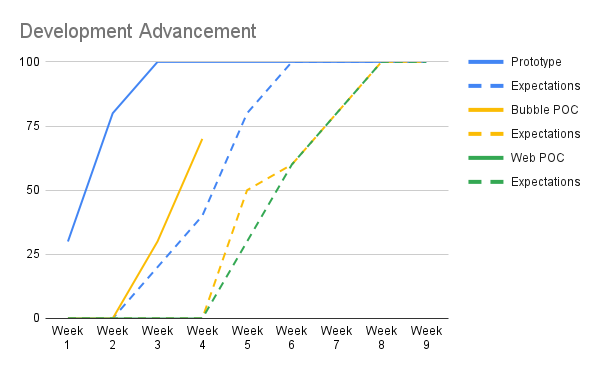 Development Advancement
100
75
50
25
0
Week 1
Week 2
Week 3
Week 4
Week 5
Week 6
Week 7
Week 8
Week 9
Prototype
Expectations
Bubble POC
Expectations
Web POC
Expectations